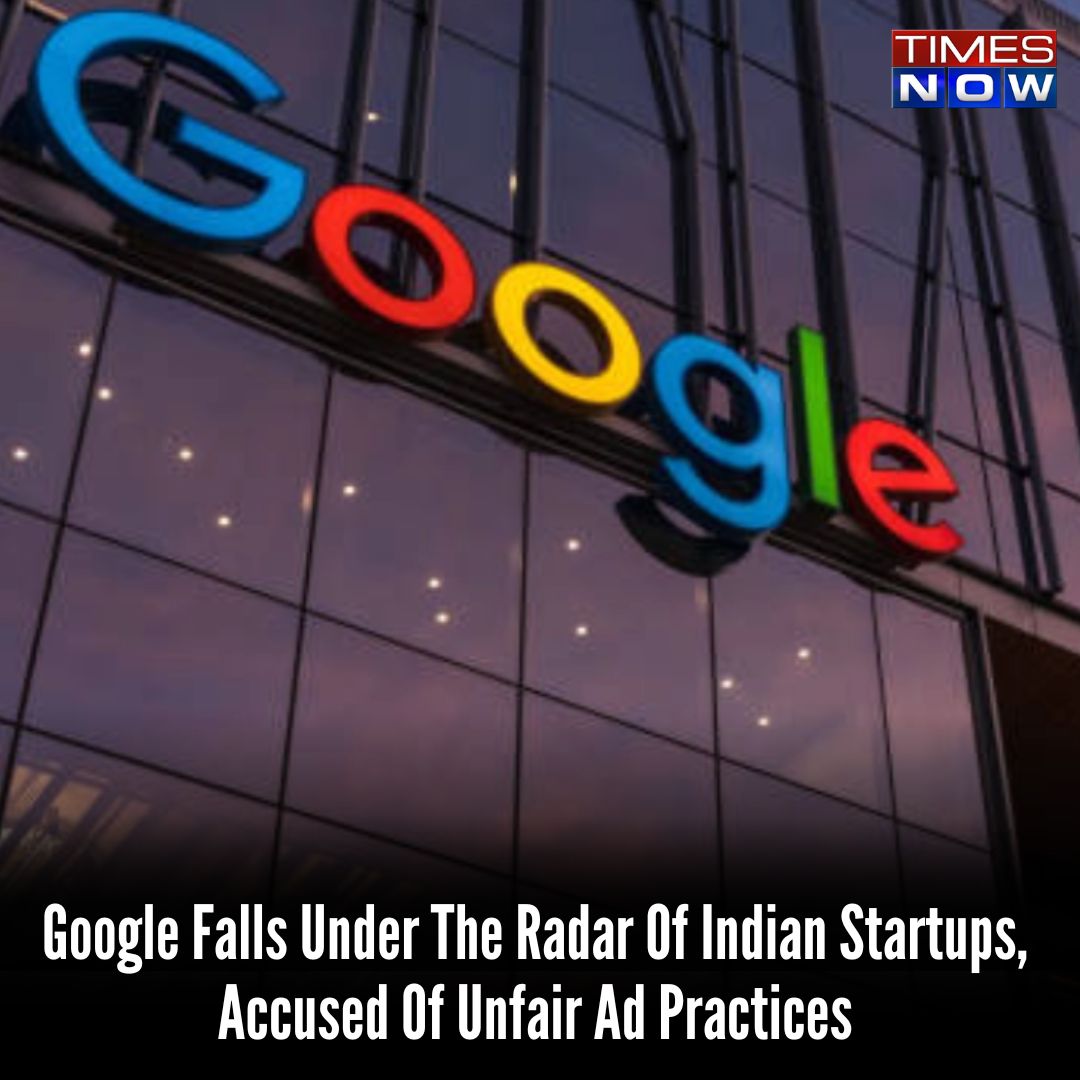 TIMES
NOW
Google
Google Falls Under The Radar Of Indian Startups,
Accused Of Unfair Ad Practices